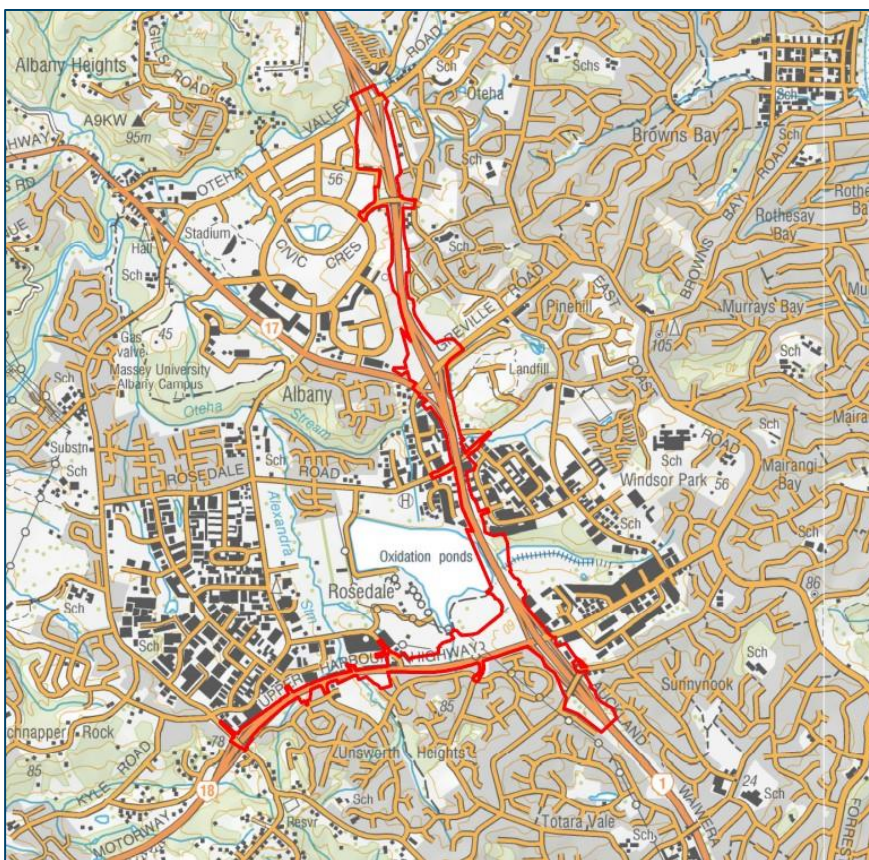 Albany Heights
GILLS ROAD
A9KW
95m
HIGHWAY
OTEHA VALLEY ROAD
Sch
Oteha
Sch
Schs
Sch
Browns Bay
BROWNS BAY ROAD
Rothesay Bay
Stadium
Hall
Sch
56
CIVIC CRES
Sch
Sch
GREVILLE ROAD
Pinehill
EAST COAST ROAD
Murrays Bay
105
Sch
17
45
Gas valve
Massey University
Albany Campus
Albany
Landfill
Oteha Stream
Sch
Substn
Sch
ROSEDALE ROAD
Sch
H
Sch
Windsor Park
56
Sch
Mairangi Bay
Alexandra Stm
Oxidation ponds
Rosedale
Sch
86
Sch
UPPER HARBOUR HIGHWAY
60
Sch
Sunnynook
85
Rock
78
85
KYLE ROAD
Unsworth Heights
AUCKLAND WAIWERA
MOTORWAY
18
Sch
Resvr
1
24
Sch
Totara Vale
Sch